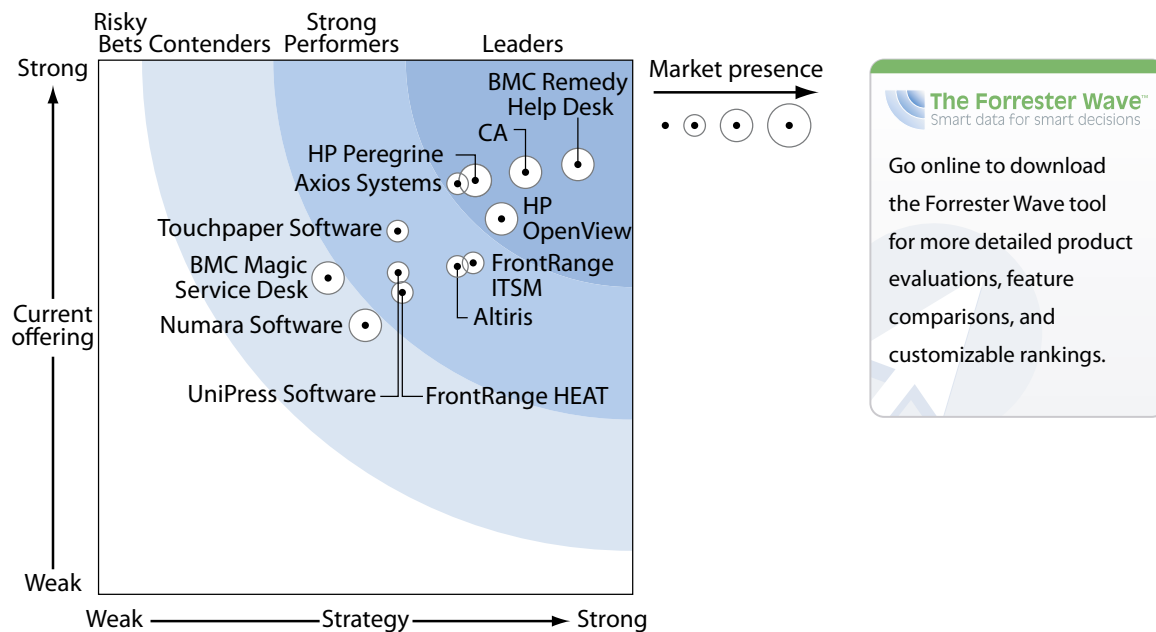 Risky
Bets
Contenders
Strong
Performers
Leaders
Strong
Current
offering
Weak
BMC Remedy
Help Desk
CA
HP Peregrine
Axios Systems
HP
OpenView
Touchpaper Software
BMC Magic
Service Desk
FrontRange
ITSM
Altiris
Numara Software
UniPress Software
FrontRange HEAT
Weak
Strategy
Strong
Market presence
The Forrester Wave™
Smart data for smart decisions
Go online to download
the Forrester Wave tool
for more detailed product
evaluations, feature
comparisons, and
customizable rankings.